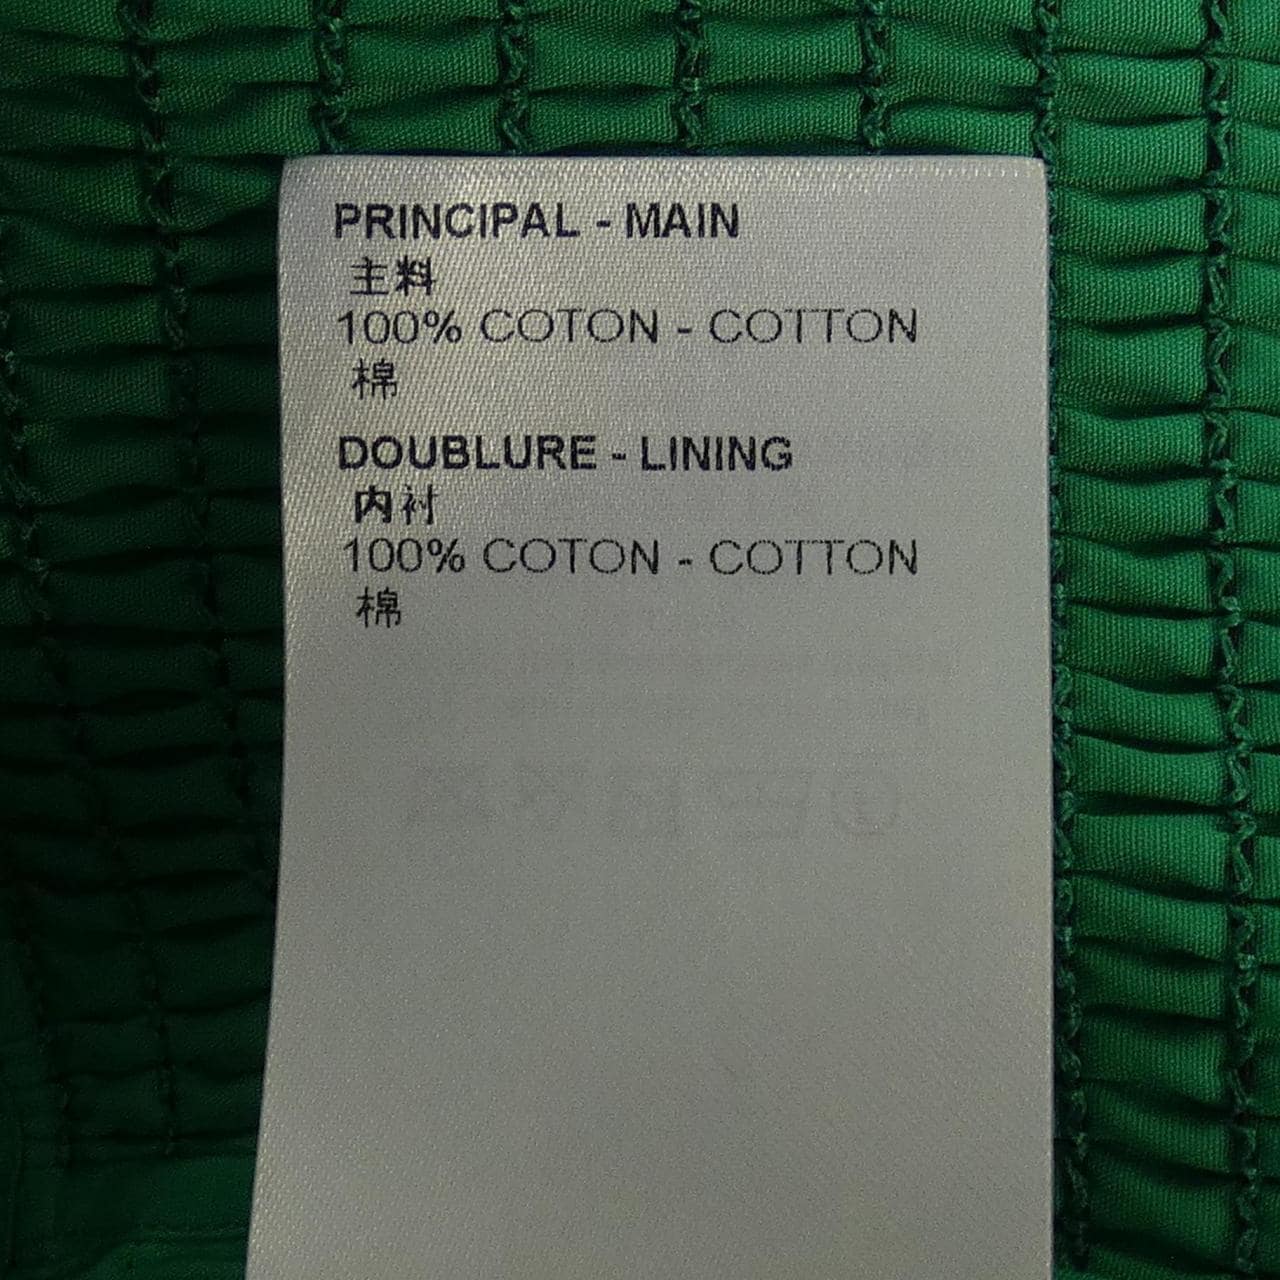 PRINCIPAL - MAIN
主料
100% COTON - COTTON
棉
DOUBLURE - LINING
内衬
100% COTON - COTTON
棉